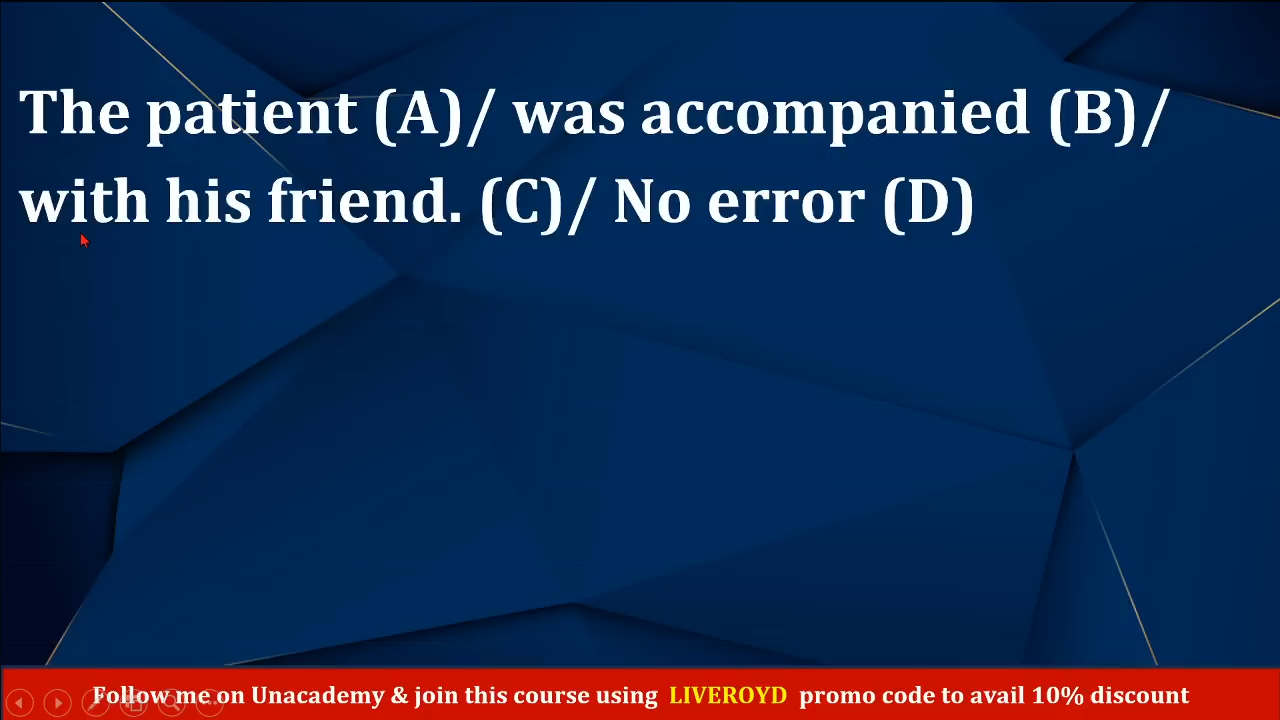 The patient (A)/ was accompanied (B)/
with his friend. (C)/ No error (D)
Follow me on Unacademy & join this course using LIVEROYD promo code to avail 10% discount